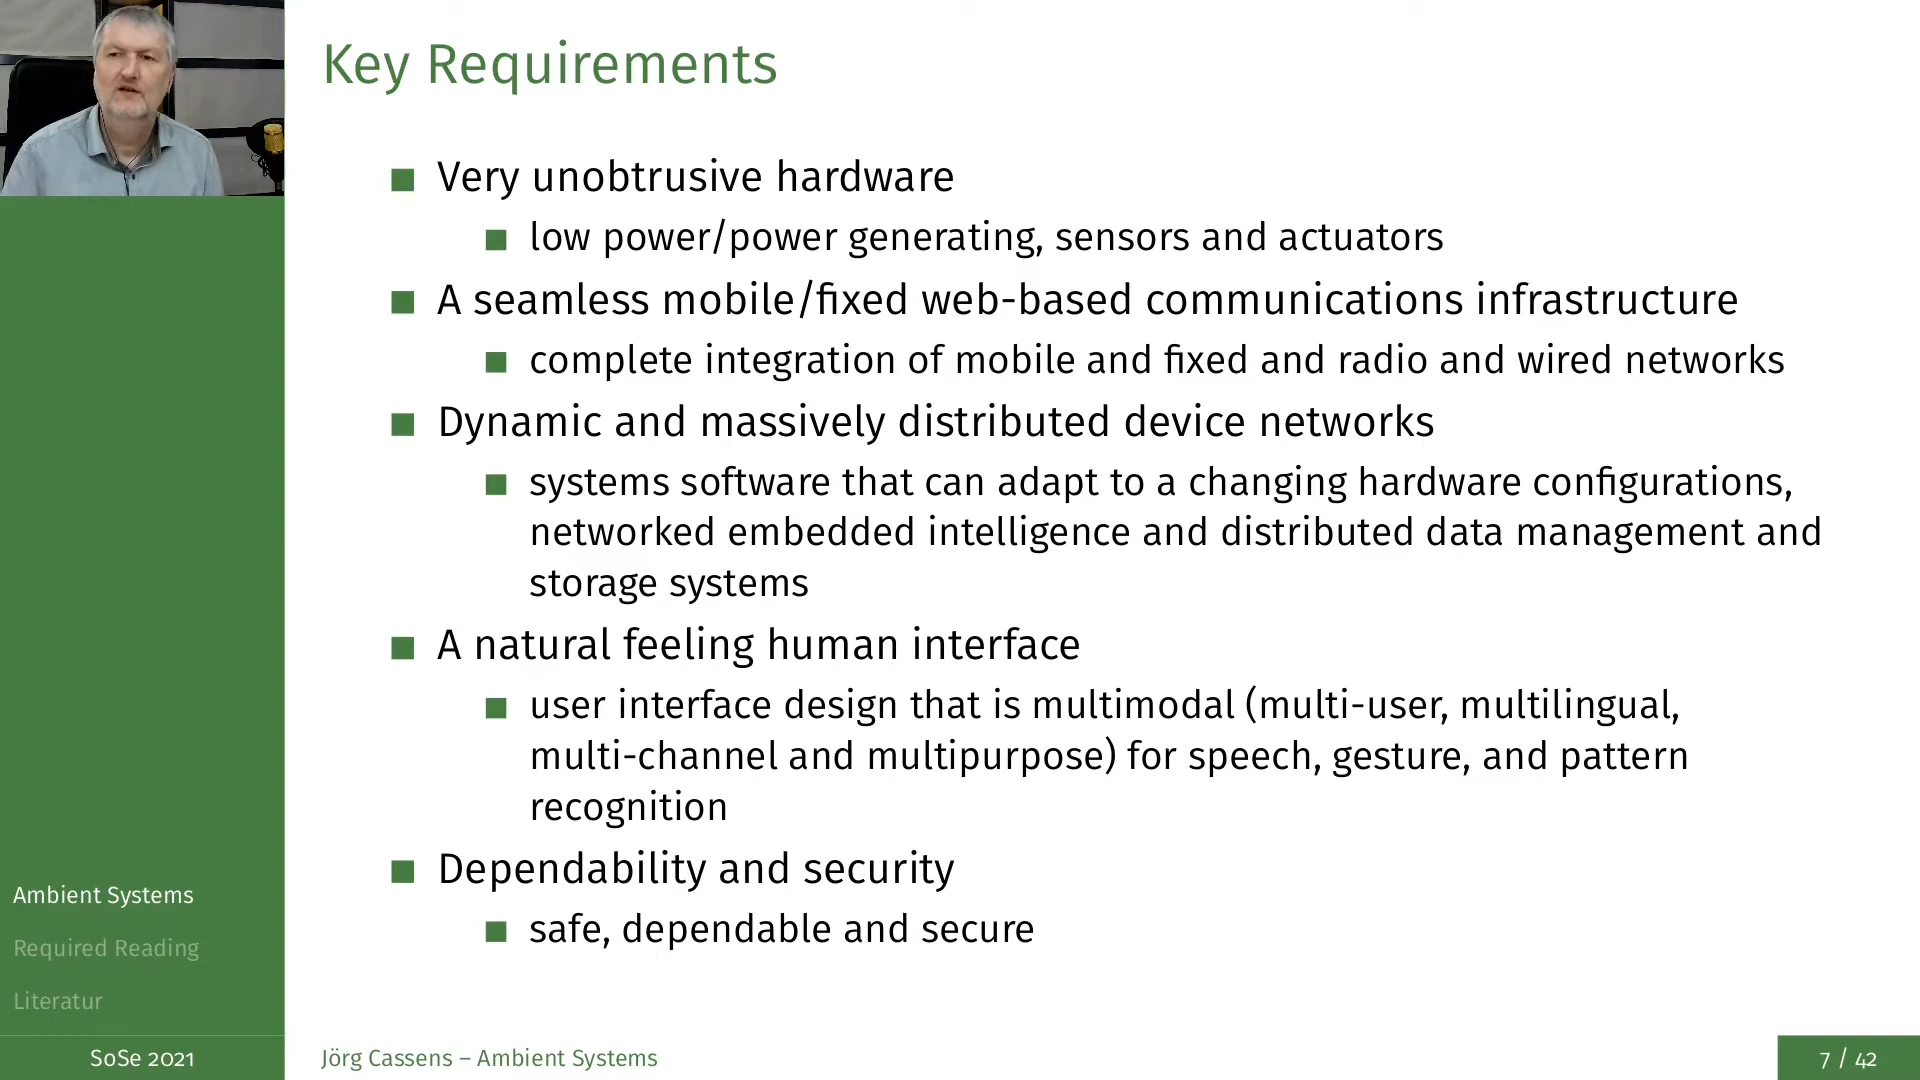 Key Requirements
Very unobtrusive hardware
low power/power generating, sensors and actuators
A seamless mobile/fixed web-based communications infrastructure
complete integration of mobile and fixed and radio and wired networks
Dynamic and massively distributed device networks
systems software that can adapt to a changing hardware configurations,
networked embedded intelligence and distributed data management and
storage systems
A natural feeling human interface
user interface design that is multimodal (multi-user, multilingual,
multi-channel and multipurpose) for speech, gesture, and pattern
recognition
Dependability and security
safe, dependable and secure
Ambient Systems
Required Reading
Literatur
SoSe 2021
Jörg Cassens – Ambient Systems
7 / 42